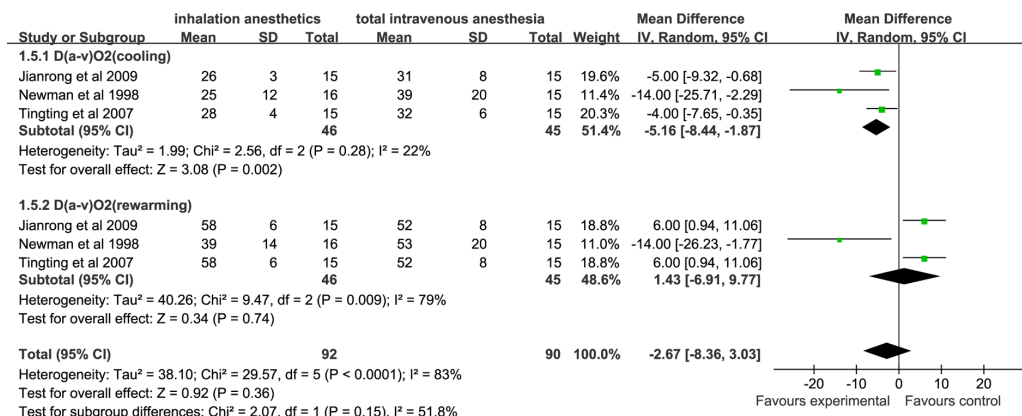 inhalation anesthetics total intravenous anesthesia Mean Difference Mean Difference
Study or Subgroup Mean SD Total Mean SD Total Weight IV, Random, 95% CI IV, Random, 95% CI
1.5.1 D(a-v)O2(cooling)
Jianrong et al 2009 26 3 15 31 8 15 19.6% -5.00 [-9.32, -0.68]
Newman et al 1998 25 12 16 39 20 15 11.4% -14.00 [-25.71, -2.29]
Tingting et al 2007 28 4 15 32 6 15 20.3% -4.00 [-7.65, -0.35]
Subtotal (95% CI) 46 45 51.4% -5.16 [-8.44, -1.87]
Heterogeneity: Tau² = 1.99; Chi² = 2.56, df = 2 (P = 0.28); I² = 22%
Test for overall effect: Z = 3.08 (P = 0.002)
1.5.2 D(a-v)O2(rewarming)
Jianrong et al 2009 58 6 15 52 8 15 18.8% 6.00 [0.94, 11.06]
Newman et al 1998 39 14 16 53 20 15 11.0% -14.00 [-26.23, -1.77]
Tingting et al 2007 58 6 15 52 8 15 18.8% 6.00 [0.94, 11.06]
Subtotal (95% CI) 46 45 48.6% 1.43 [-6.91, 9.77]
Heterogeneity: Tau² = 40.26; Chi² = 9.47, df = 2 (P = 0.009); I² = 79%
Test for overall effect: Z = 0.34 (P = 0.74)
Total (95% CI) 92 90 100.0% -2.67 [-8.36, 3.03]
Heterogeneity: Tau² = 38.10; Chi² = 29.57, df = 5 (P < 0.0001); I² = 83%
Test for overall effect: Z = 0.92 (P = 0.36)
Test for subgroup differences: Chi² = 2.07, df = 1 (P = 0.15), I² = 51.8%
-20 -10 0 10 20
Favours experimental Favours control